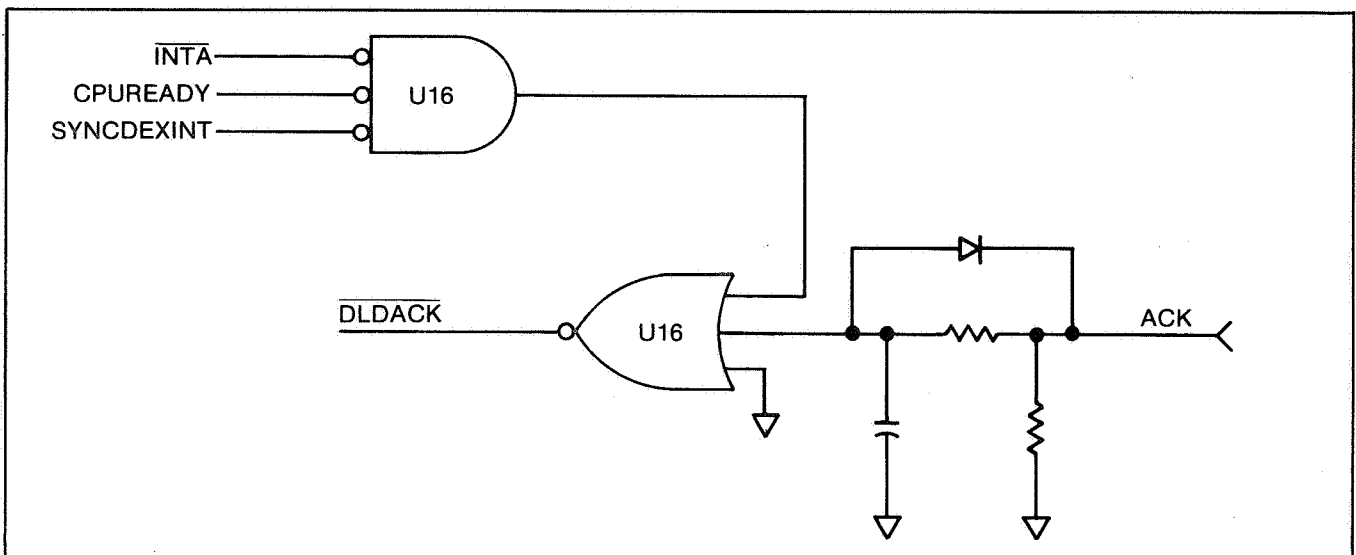 INTA
CPUREADY
SYNCDEXINT
U16
DLDACK
U16
ACK